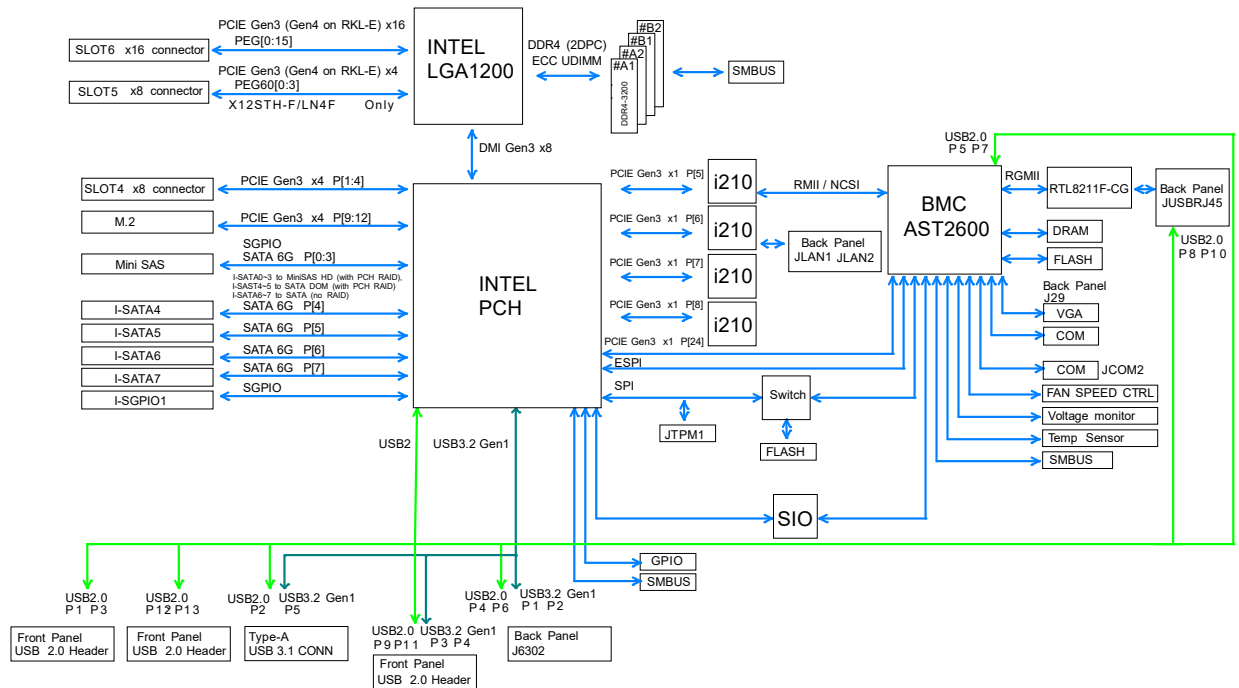 PCIE Gen3 (Gen4 on RKL-E) x16
PEG[0:15]
SLOT6 x16 connector
PCIE Gen3 (Gen4 on RKL-E) x4
PEG60[0:3]
SLOT5 x8 connector
X12STH-F/LN4F Only
INTEL
LGA1200
DDR4 (2DPC)
ECC UDIMM
#B2
#B1
#A2
#A1
DDR4-3200
SMBUS
DMI Gen3 x8
USB2.0
P5 P7
SLOT4 x8 connector
PCIE Gen3 x4 P[1:4]
M.2
PCIE Gen3 x4 P[9:12]
SGPIO
Mini SAS
SATA 6G P[0:3]
I-SATA0~3 to MiniSAS HD (with PCH RAID),
I-SAST4~5 to SATA DOM (with PCH RAID)
I-SATA6~7 to SATA (no RAID)
I-SATA4
SATA 6G P[4]
I-SATA5
SATA 6G P[5]
I-SATA6
SATA 6G P[6]
I-SATA7
SATA 6G P[7]
I-SGPIO1
SGPIO
INTEL
PCH
PCIE Gen3 x1 P[5]
i210
RMII / NCSI
PCIE Gen3 x1 P[6]
i210
Back Panel
JLAN1 JLAN2
PCIE Gen3 x1 P[7]
i210
PCIE Gen3 x1 P[8]
i210
PCIE Gen3 x1 P[24]
ESPI
SPI
BMC
AST2600
RGMII
RTL8211F-CG
Back Panel
JUSBRJ45
DRAM
FLASH
USB2.0
P8 P10
Back Panel
J29
VGA
COM
COM
JCOM2
FAN SPEED CTRL
Voltage monitor
Temp Sensor
SMBUS
Switch
JTPM1
FLASH
SIO
USB2
USB3.2 Gen1
GPIO
SMBUS
USB2.0
P1 P3
Front Panel
USB 2.0 Header
USB2.0
P12 P13
Front Panel
USB 2.0 Header
USB2.0
P2
USB3.2 Gen1
P5
Type-A
USB 3.1 CONN
USB2.0
P9 P11
USB3.2 Gen1
P3 P4
Front Panel
USB 2.0 Header
USB2.0
P4 P6
USB3.2 Gen1
P1 P2
Back Panel
J6302